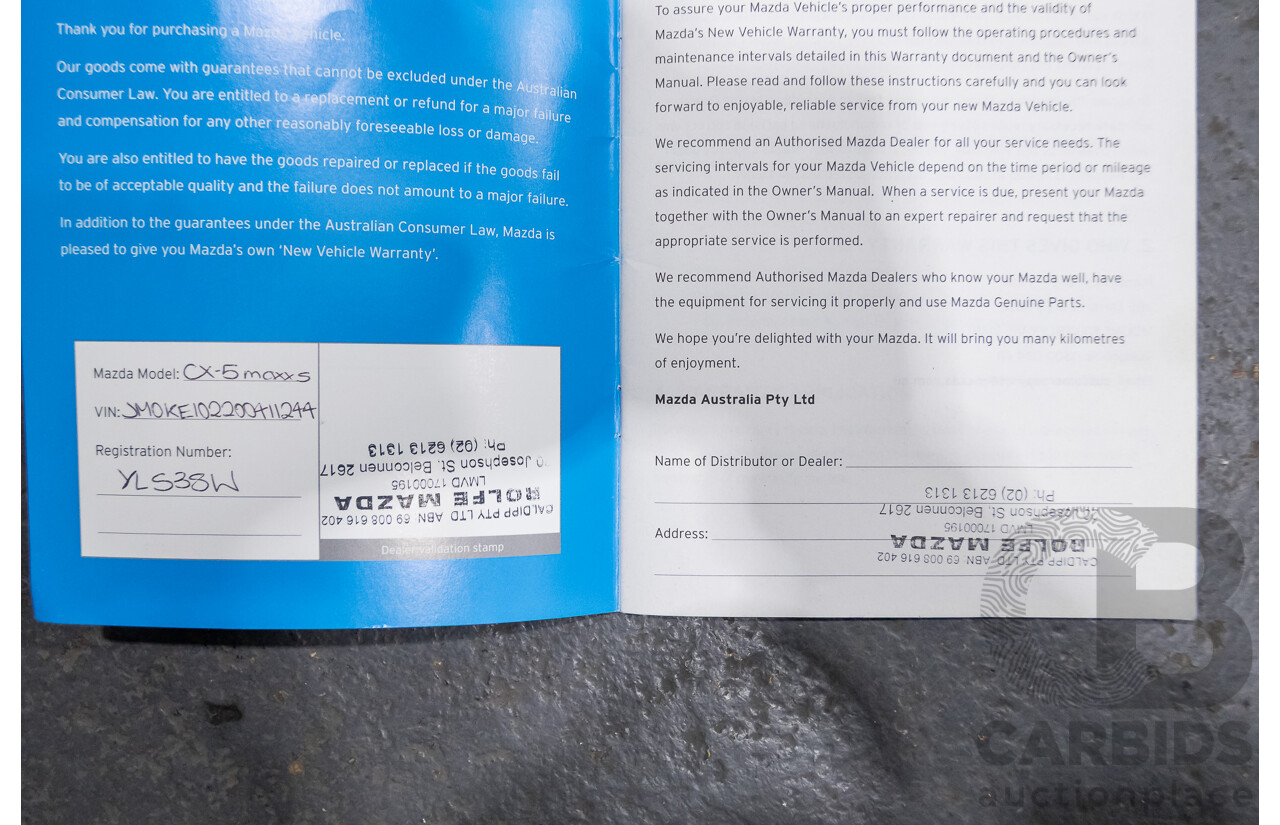 Thank you for purchasing a Mazda Vehicle.
Our goods come with guarantees that cannot be excluded under the Australian
Consumer Law. You are entitled to a replacement or refund for a major failure
and compensation for any other reasonably foreseeable loss or damage.
You are also entitled to have the goods repaired or replaced if the goods fail
to be of acceptable quality and the failure does not amount to a major failure.
In addition to the guarantees under the Australian Consumer Law, Mazda is
pleased to give you Mazda's own 'New Vehicle Warranty'.
Mazda Model: CX-5 maxx s
VIN: JM0KE102200411244
Registration Number:
YLS38W
CALDIPP PTY LTD ABN 69 008 616 402
ROLFE MAZDA
LMVD 17000195
Josephson St. Belconnen 2617
Ph: (02) 6213 1313
Dealer validation stamp
To assure your Mazda Vehicle's proper performance and the validity of
Mazda's New Vehicle Warranty, you must follow the operating procedures and
maintenance intervals detailed in this Warranty document and the Owner's
Manual. Please read and follow these instructions carefully and you can look
forward to enjoyable, reliable service from your new Mazda Vehicle.
We recommend an Authorised Mazda Dealer for all your service needs. The
servicing intervals for your Mazda Vehicle depend on the time period or mileage
as indicated in the Owner's Manual. When a service is due, present your Mazda
together with the Owner's Manual to an expert repairer and request that the
appropriate service is performed.
We recommend Authorised Mazda Dealers who know your Mazda well, have
the equipment for servicing it properly and use Mazda Genuine Parts.
We hope you're delighted with your Mazda. It will bring you many kilometres
of enjoyment.
Mazda Australia Pty Ltd
Name of Distributor or Dealer:
Address:
CALDIPP PTY LTD ABN 69 008 616 402
ROLFE MAZDA
LMVD 17000195
Josephson St. Belconnen 2617
Ph: (02) 6213 1313
CARBIDS
auctionplace